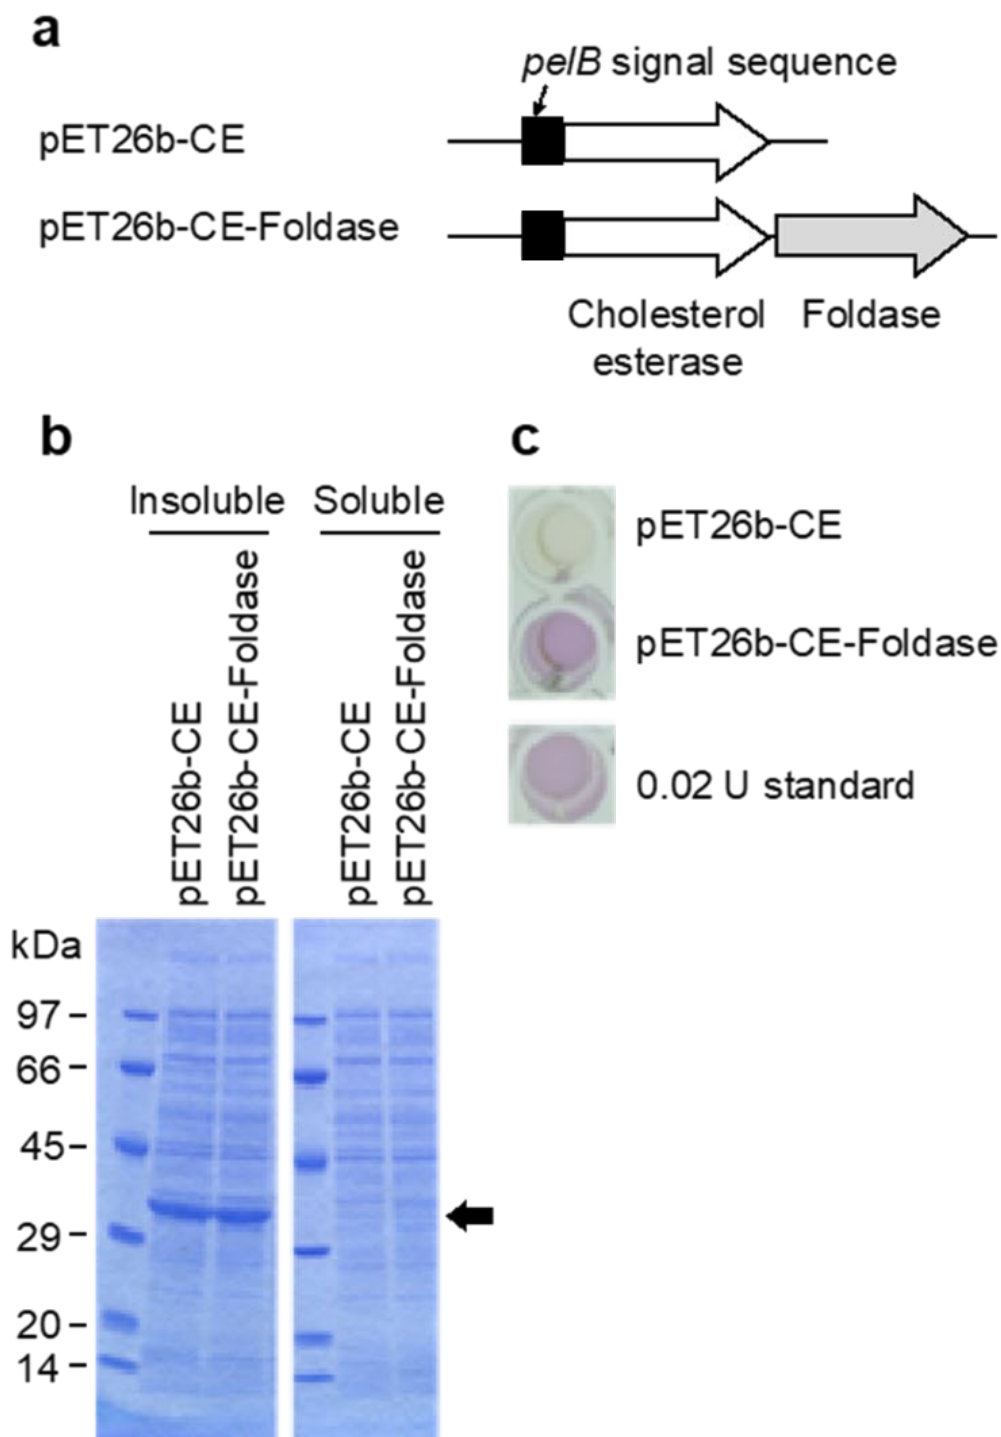 a
pelB signal sequence
pET26b-CE
pET26b-CE-Foldase
Cholesterol
esterase
Foldase
b
Insoluble
Soluble
pET26b-CE
pET26b-CE-Foldase
pET26b-CE
pET26b-CE-Foldase
kDa
97
66
45
29
20
14
c
pET26b-CE
pET26b-CE-Foldase
0.02 U standard